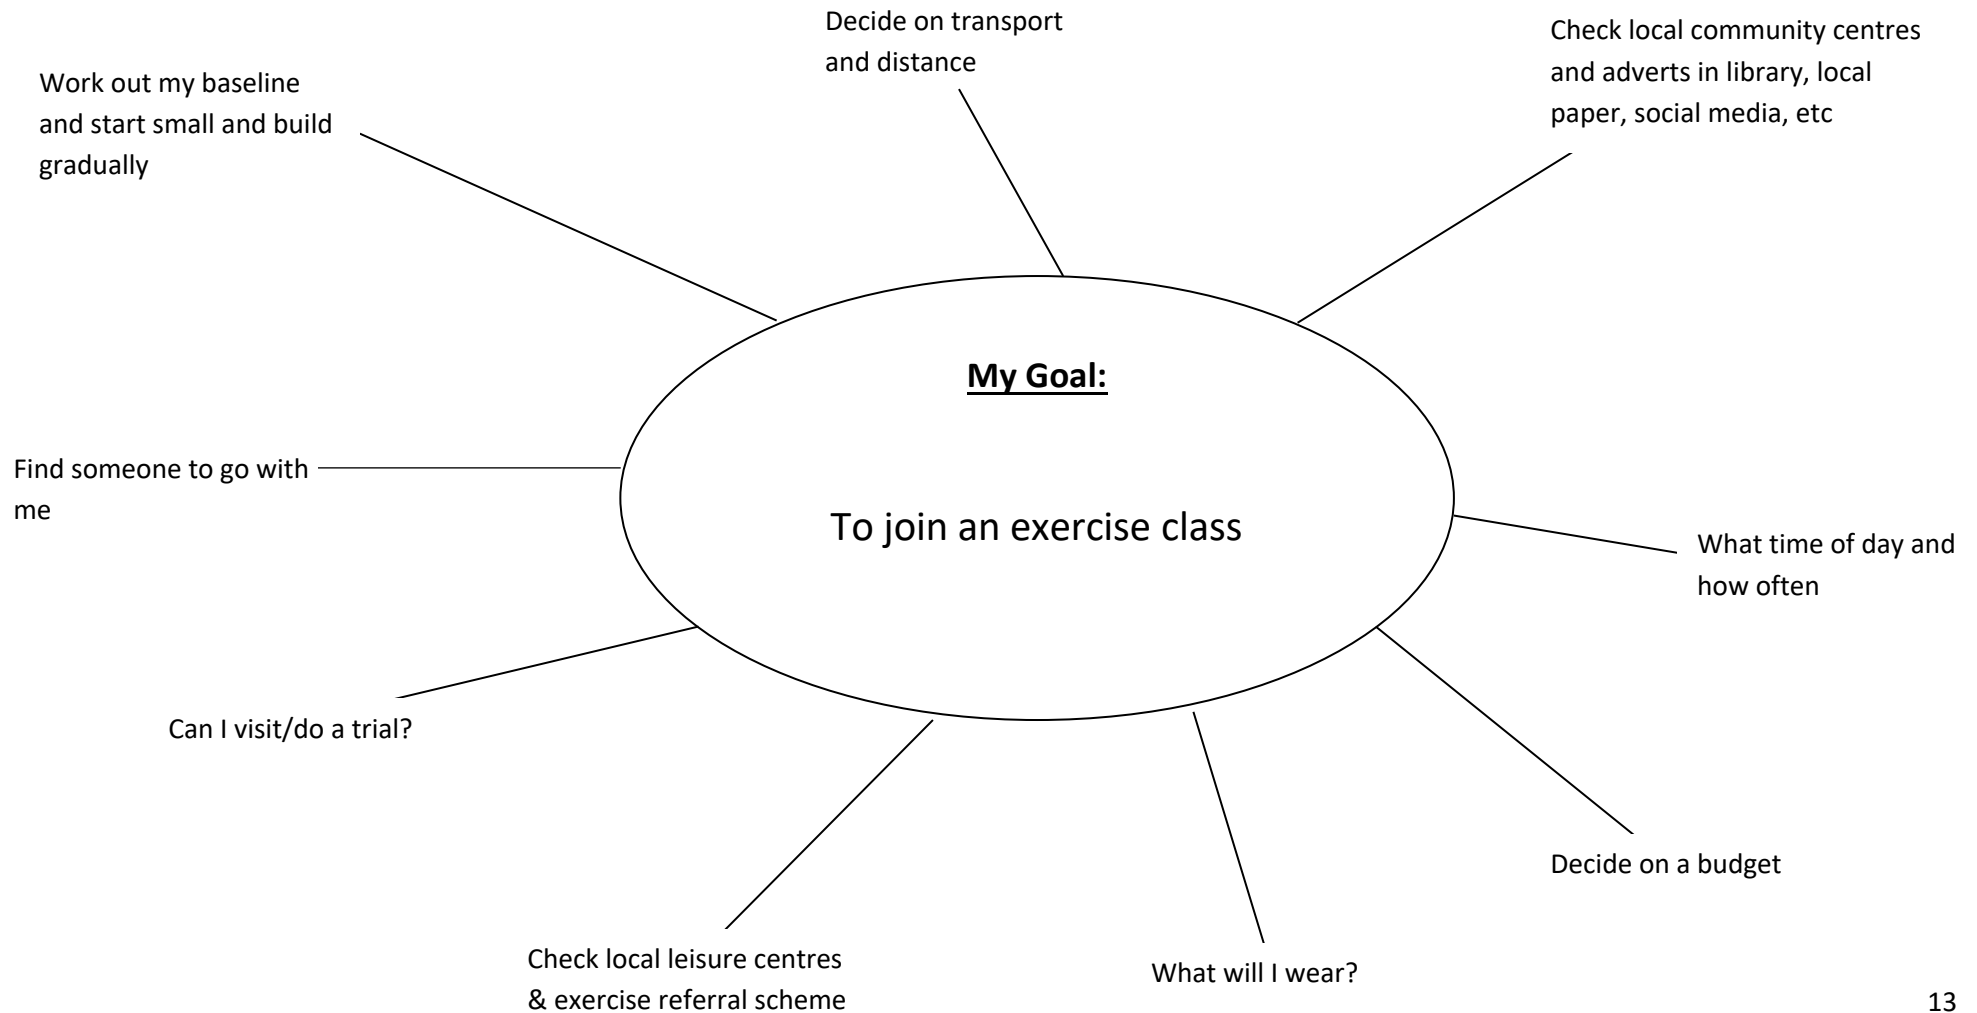 Decide on transport
and distance
Check local community centres
and adverts in library, local
paper, social media, etc
Work out my baseline
and start small and build
gradually
My Goal:
To join an exercise class
Find someone to go with
me
What time of day and
how often
Can I visit/do a trial?
Decide on a budget
Check local leisure centres
& exercise referral scheme
What will I wear?
13